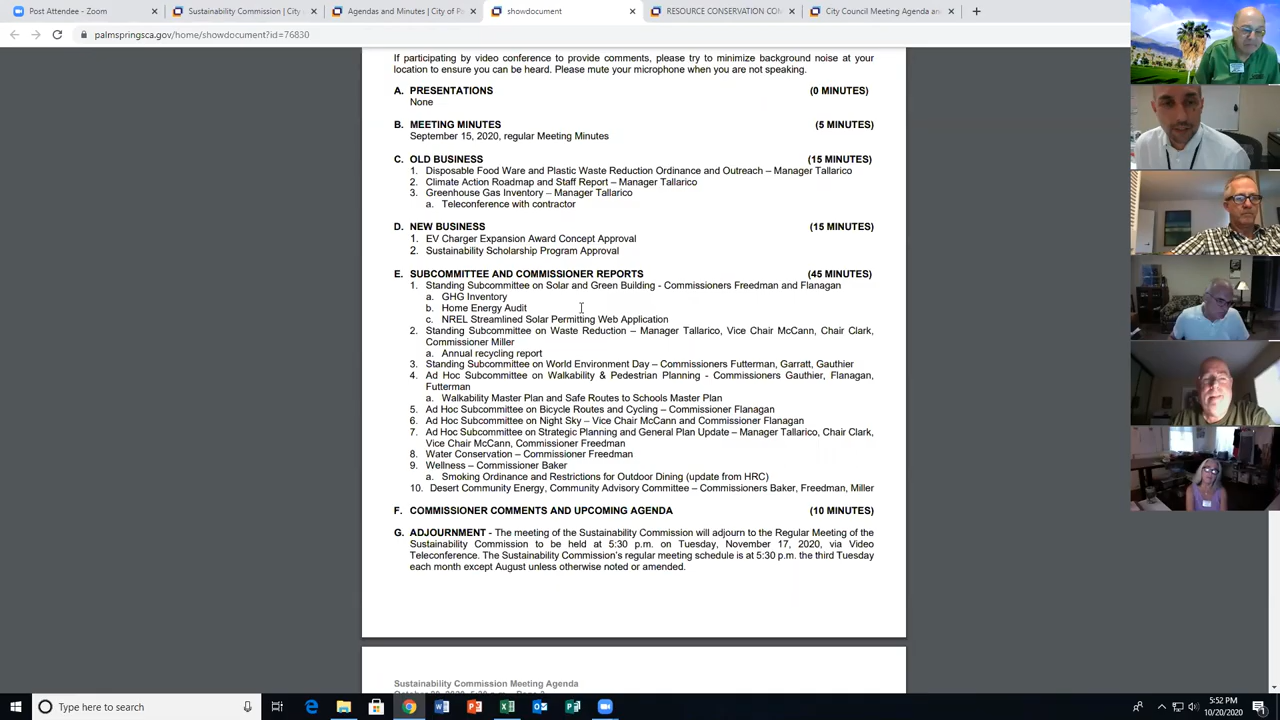 Post Attendee - Zoom
Sustainability Commission | City
Agendas and Minutes | City of P
showdocument
RESOURCE CONSERVATION CO
City Council Meeting Agenda an
palmspringsca.gov/home/showdocument?id=76830
If participating by video conference to provide comments, please try to minimize background noise at your
location to ensure you can be heard. Please mute your microphone when you are not speaking.
A. PRESENTATIONS (0 MINUTES)
None
B. MEETING MINUTES (5 MINUTES)
September 15, 2020, regular Meeting Minutes
C. OLD BUSINESS (15 MINUTES)
1. Disposable Food Ware and Plastic Waste Reduction Ordinance and Outreach – Manager Tallarico
2. Climate Action Roadmap and Staff Report – Manager Tallarico
3. Greenhouse Gas Inventory – Manager Tallarico
a. Teleconference with contractor
D. NEW BUSINESS (15 MINUTES)
1. EV Charger Expansion Award Concept Approval
2. Sustainability Scholarship Program Approval
E. SUBCOMMITTEE AND COMMISSIONER REPORTS (45 MINUTES)
1. Standing Subcommittee on Solar and Green Building - Commissioners Freedman and Flanagan
a. GHG Inventory
b. Home Energy Audit
c. NREL Streamlined Solar Permitting Web Application
2. Standing Subcommittee on Waste Reduction – Manager Tallarico, Vice Chair McCann, Chair Clark,
Commissioner Miller
a. Annual recycling report
3. Standing Subcommittee on World Environment Day – Commissioners Futterman, Garratt, Gauthier
4. Ad Hoc Subcommittee on Walkability & Pedestrian Planning - Commissioners Gauthier, Flanagan,
Futterman
a. Walkability Master Plan and Safe Routes to Schools Master Plan
5. Ad Hoc Subcommittee on Bicycle Routes and Cycling – Commissioner Flanagan
6. Ad Hoc Subcommittee on Night Sky – Vice Chair McCann and Commissioner Flanagan
7. Ad Hoc Subcommittee on Strategic Planning and General Plan Update – Manager Tallarico, Chair Clark,
Vice Chair McCann, Commissioner Freedman
8. Water Conservation – Commissioner Freedman
9. Wellness – Commissioner Baker
a. Smoking Ordinance and Restrictions for Outdoor Dining (update from HRC)
10. Desert Community Energy, Community Advisory Committee – Commissioners Baker, Freedman, Miller
F. COMMISSIONER COMMENTS AND UPCOMING AGENDA (10 MINUTES)
G. ADJOURNMENT - The meeting of the Sustainability Commission will adjourn to the Regular Meeting of the
Sustainability Commission to be held at 5:30 p.m. on Tuesday, November 17, 2020, via Video
Teleconference. The Sustainability Commission's regular meeting schedule is at 5:30 p.m. the third Tuesday
each month except August unless otherwise noted or amended.
Sustainability Commission Meeting Agenda
Type here to search
5:52 PM
10/20/2020